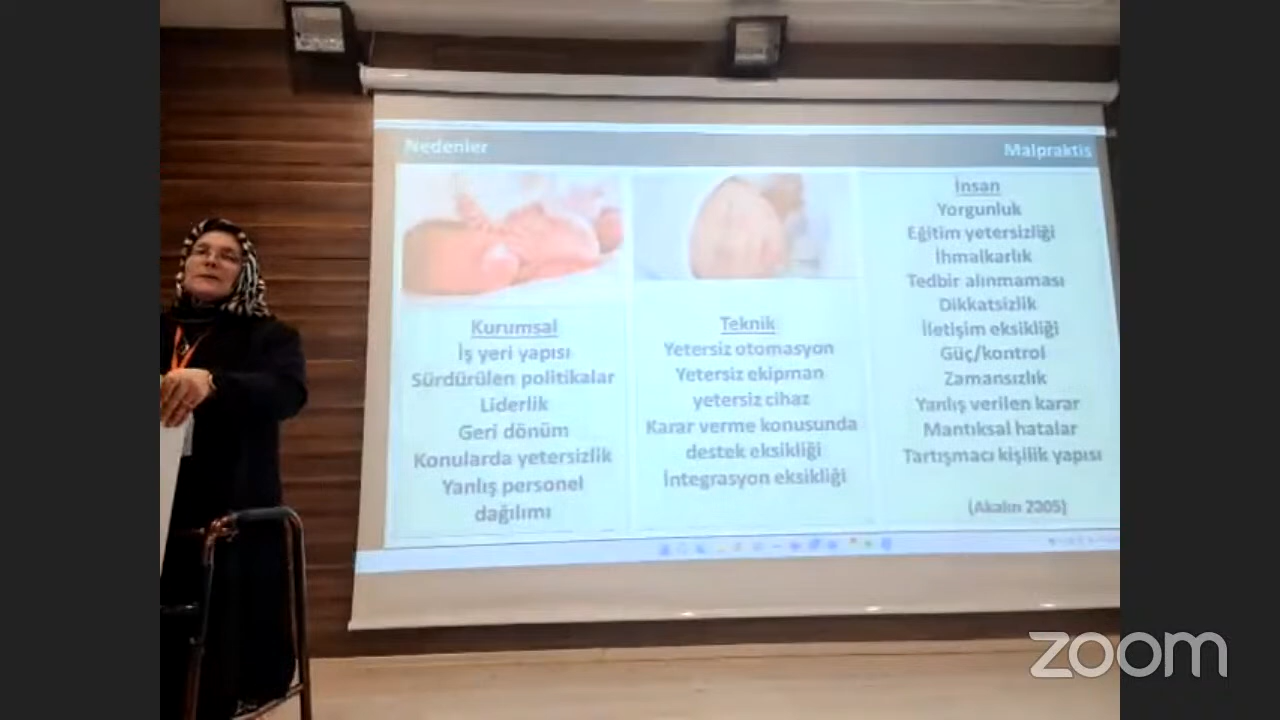 Nedenler
Malpraktis
Kurumsal
İş yeri yapısı
Sürdürülen politikalar
Liderlik
Geri dönüm
Konularda yetersizlik
Yanlış personel
dağılımı
Teknik
Yetersiz otomasyon
Yetersiz ekipman
yetersiz cihaz
Karar verme konusunda
destek eksikliği
İntegrasyon eksikliği
İnsan
Yorgunluk
Eğitim yetersizliği
İhmalkarlık
Tedbir alınmaması
Dikkatsizlik
İletişim eksikliği
Güç/kontrol
Zamansızlık
Yanlış verilen karar
Mantıksal hatalar
Tartışmacı kişilik yapısı
(Akalın 2005)
zoom